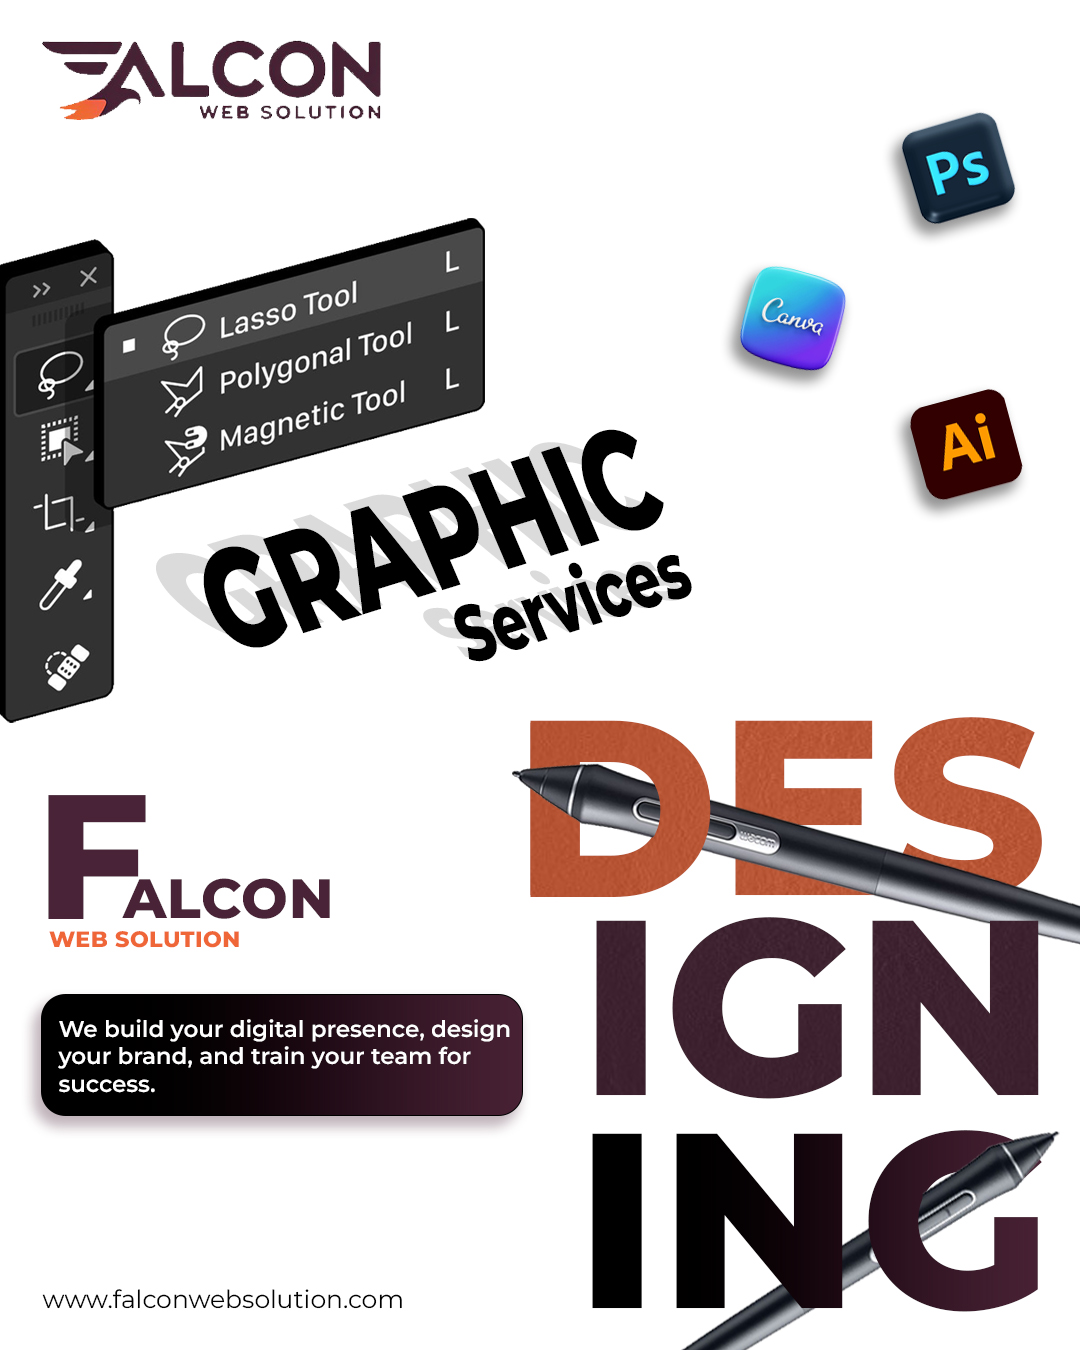 FALCON
WEB SOLUTION
Ps
Canva
Ai
Lasso Tool L
Polygonal Tool L
Magnetic Tool L
GRAPHIC
Services
DES
IGN
ING
wacom
FALCON
WEB SOLUTION
We build your digital presence, design
your brand, and train your team for
success.
www.falconwebsolution.com